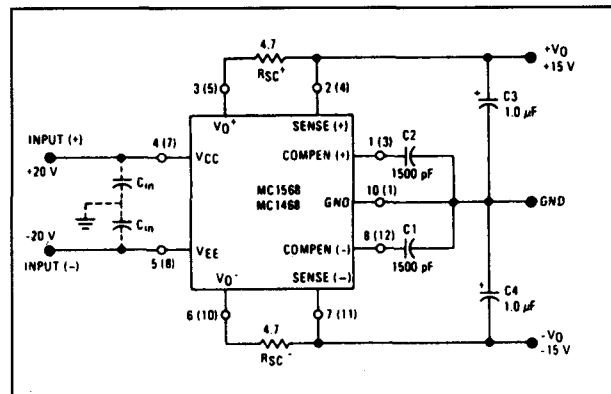 4.7
RSC+
+VO
+15 V
3 (5)
2 (4)
VO+
SENSE (+)
C3
1.0 µF
+
INPUT (+)
+20 V
4 (7)
VCC
COMPEN (+)
1 (3)
C2
1500 pF
Cin
MC1568
MC1468
GND
10 (1)
GND
Cin
-20 V
INPUT (−)
5 (8)
VEE
COMPEN (−)
8 (12)
C1
1500 pF
VO-
SENSE (−)
+
C4
1.0 µF
6 (10)
7 (11)
4.7
RSC-
-VO
-15 V